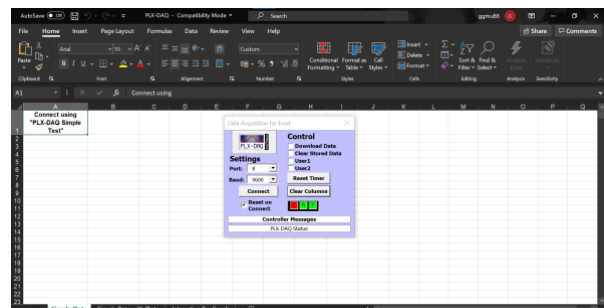 AutoSave Off PLX-DAQ - Compatibility Mode Search ggmu88
File Home Insert Page Layout Formulas Data Review View Help Share Comments
Arial 10 Custom Insert
Paste Delete
Conditional Format as Cell Format Sort & Find &
Formatting Table Styles Filter Select
Clipboard Font Alignment Number Styles Cells Editing Analysis Sensitivity
A1 Connect using
A B C D E F G H I J K L M N O P Q
Connect using
"PLX-DAQ Simple
Test"
Data Acquisition for Excel
PLX-DAQ
Control
Download Data
Clear Stored Data
User1
User2
Settings
Port: 8
Baud: 9600
Reset Timer
Connect
Clear Columns
Reset on
Connect
Controller Messages
PLX-DAQ Status
1
2
3
4
5
6
7
8
9
10
11
12
13
14
15
16
17
18
19
20
21
22
23
Simple Data